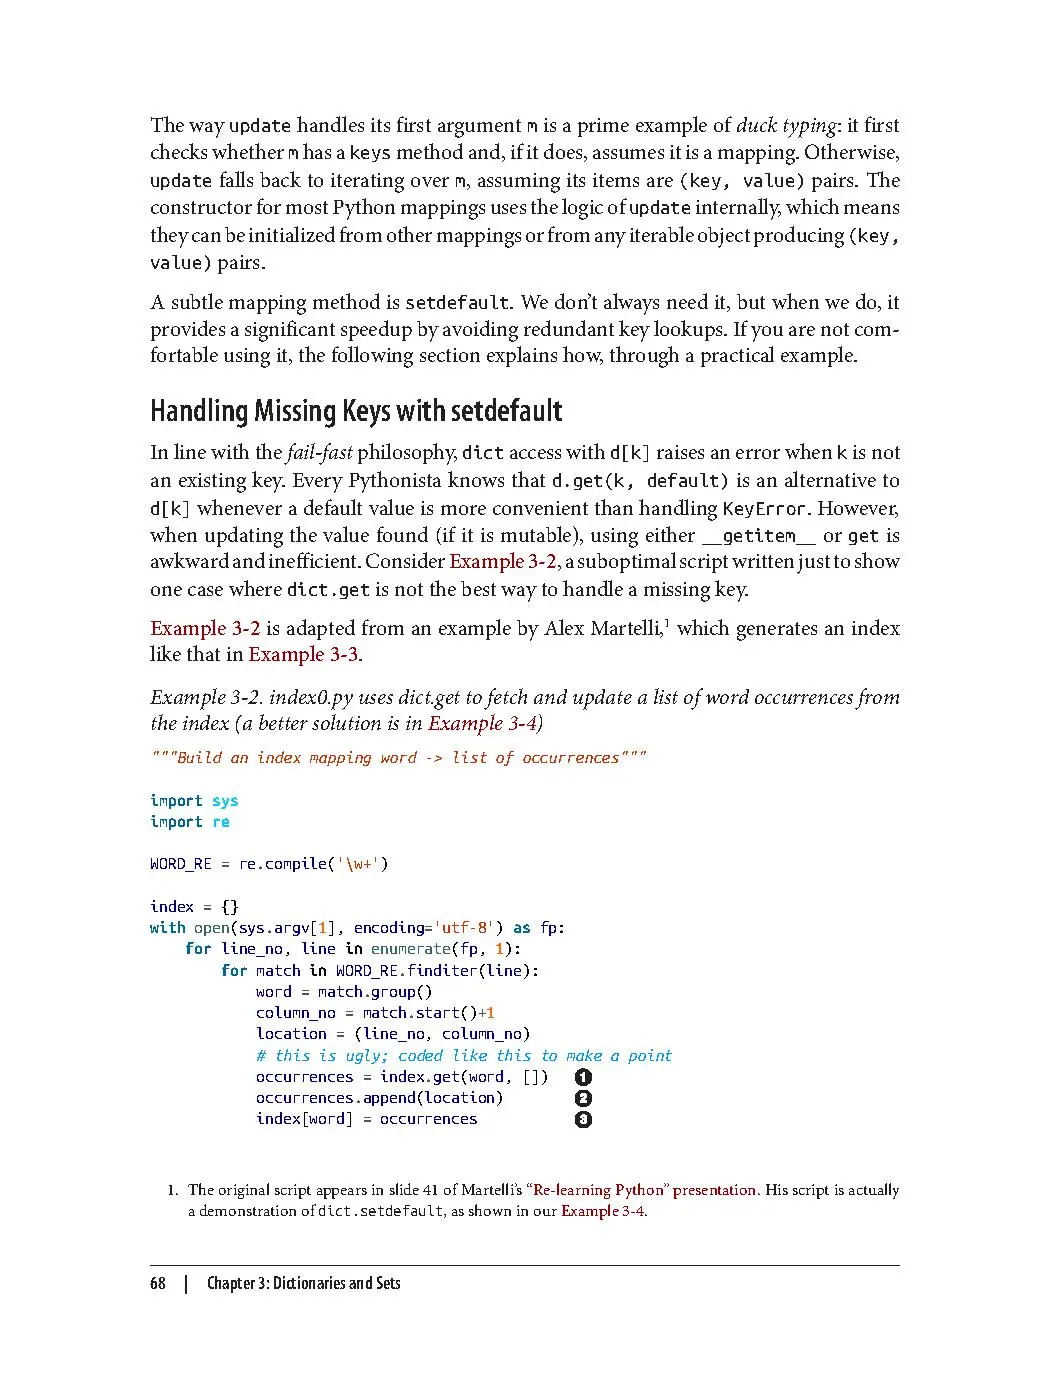 The way update handles its first argument m is a prime example of duck typing: it first
checks whether m has a keys method and, if it does, assumes it is a mapping. Otherwise,
update falls back to iterating over m, assuming its items are (key, value) pairs. The
constructor for most Python mappings uses the logic of update internally, which means
they can be initialized from other mappings or from any iterable object producing (key,
value) pairs.
A subtle mapping method is setdefault. We don’t always need it, but when we do, it
provides a significant speedup by avoiding redundant key lookups. If you are not com-
fortable using it, the following section explains how, through a practical example.
Handling Missing Keys with setdefault
In line with the fail-fast philosophy, dict access with d[k] raises an error when k is not
an existing key. Every Pythonista knows that d.get(k, default) is an alternative to
d[k] whenever a default value is more convenient than handling KeyError. However,
when updating the value found (if it is mutable), using either __getitem__ or get is
awkward and inefficient. Consider Example 3-2, a suboptimal script written just to show
one case where dict.get is not the best way to handle a missing key.
Example 3-2 is adapted from an example by Alex Martelli,¹ which generates an index
like that in Example 3-3.
Example 3-2. index0.py uses dict.get to fetch and update a list of word occurrences from
the index (a better solution is in Example 3-4)
"""Build an index mapping word -> list of occurrences"""
import sys
import re
WORD_RE = re.compile('\w+')
index = {}
with open(sys.argv[1], encoding='utf-8') as fp:
    for line_no, line in enumerate(fp, 1):
        for match in WORD_RE.finditer(line):
            word = match.group()
            column_no = match.start()+1
            location = (line_no, column_no)
            # this is ugly; coded like this to make a point
            occurrences = index.get(word, []) ❶
            occurrences.append(location) ❷
            index[word] = occurrences ❸
1. The original script appears in slide 41 of Martelli’s “Re-learning Python” presentation. His script is actually
a demonstration of dict.setdefault, as shown in our Example 3-4.
68 | Chapter 3: Dictionaries and Sets